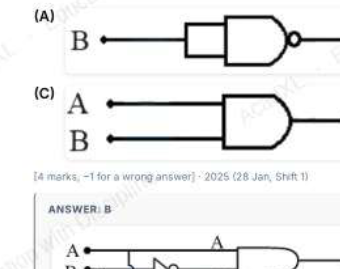 (A)
B
(C)
A
B
[4 marks, −1 for a wrong answer] · 2025 (28 Jan, Shift 1)
ANSWER: B
A
A
B